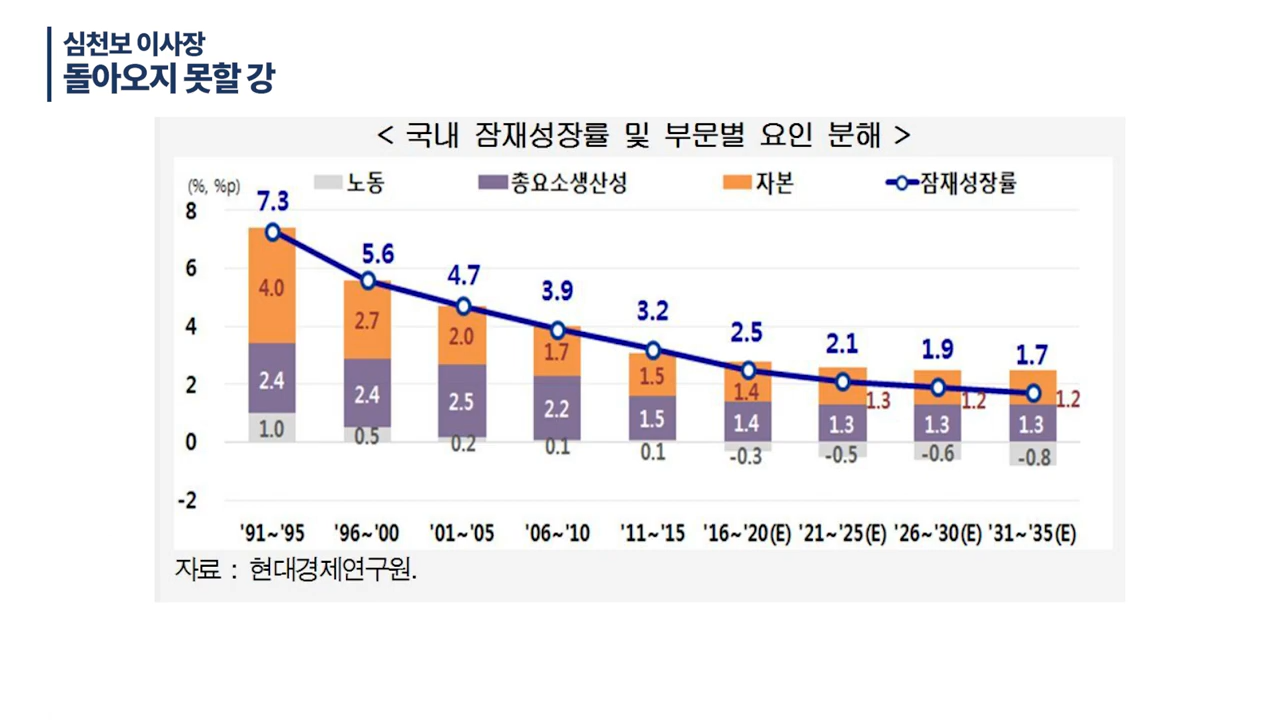 심천보 이사장
돌아오지 못할 강
< 국내 잠재성장률 및 부문별 요인 분해 >
(%, %p) 노동 총요소생산성 자본 잠재성장률
8
6
4
2
0
-2
7.3 5.6 4.7 3.9 3.2 2.5 2.1 1.9 1.7
4.0 2.7 2.0 1.7 1.5 1.4 1.3 1.2 1.2
2.4 2.4 2.5 2.2 1.5 1.4 1.3 1.3 1.3
1.0 0.5 0.2 0.1 0.1 -0.3 -0.5 -0.6 -0.8
'91~'95 '96~'00 '01~'05 '06~'10 '11~'15 '16~'20(E) '21~'25(E) '26~'30(E) '31~'35(E)
자료 : 현대경제연구원.